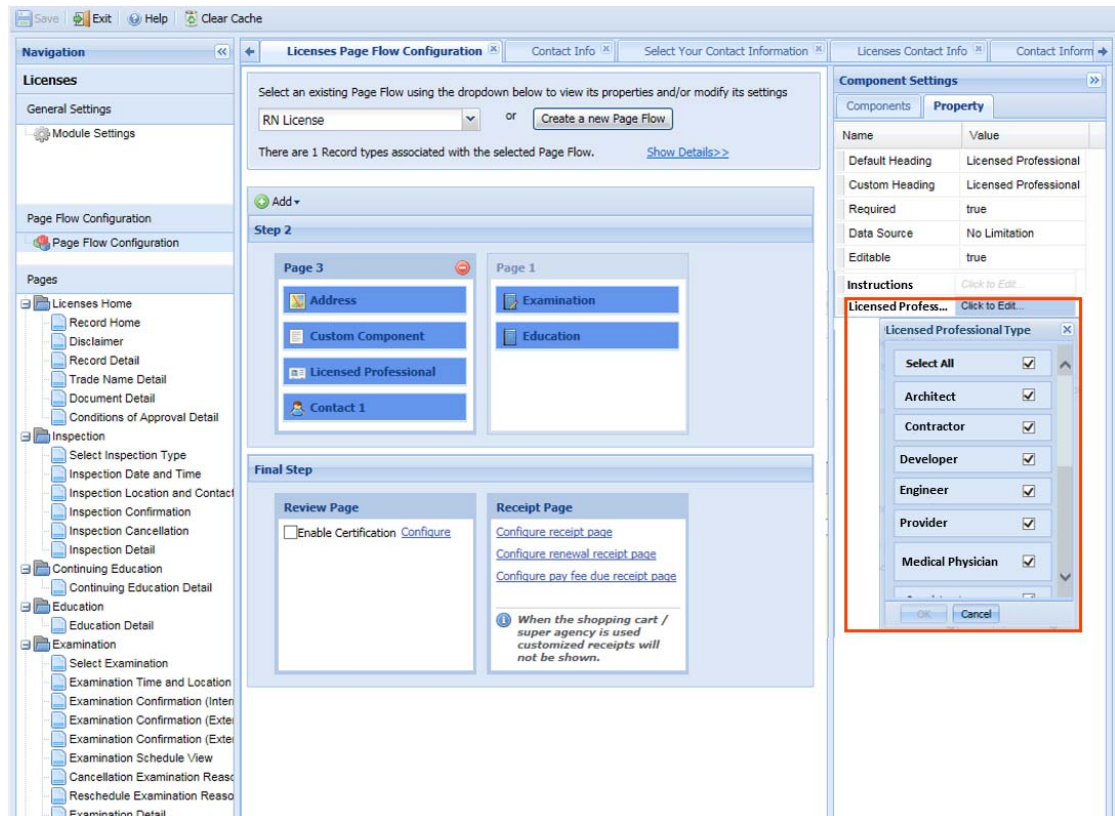 Save Exit Help Clear Cache
Navigation
Licenses
General Settings
Module Settings
Page Flow Configuration
Page Flow Configuration
Pages
Licenses Home
Record Home
Disclaimer
Record Detail
Trade Name Detail
Document Detail
Conditions of Approval Detail
Inspection
Select Inspection Type
Inspection Date and Time
Inspection Location and Contact
Inspection Confirmation
Inspection Cancellation
Inspection Detail
Continuing Education
Continuing Education Detail
Education
Education Detail
Examination
Select Examination
Examination Time and Location
Examination Confirmation (Inter
Examination Confirmation (Exte
Examination Confirmation (Exte
Examination Schedule View
Cancellation Examination Reaso
Reschedule Examination Reaso
Examination Detail
Licenses Page Flow Configuration Contact Info Select Your Contact Information Licenses Contact Info Contact Inform
Select an existing Page Flow using the dropdown below to view its properties and/or modify its settings
RN License or Create a new Page Flow
There are 1 Record types associated with the selected Page Flow. Show Details>>
Add
Step 2
Page 3
Address
Custom Component
Licensed Professional
Contact 1
Page 1
Examination
Education
Final Step
Review Page
Enable Certification Configure
Receipt Page
Configure receipt page
Configure renewal receipt page
Configure pay fee due receipt page
When the shopping cart /
super agency is used
customized receipts will
not be shown.
Component Settings
Components Property
Name Value
Default Heading Licensed Professional
Custom Heading Licensed Professional
Required true
Data Source No Limitation
Editable true
Instructions Click to Edit...
Licensed Profess... Click to Edit...
Licensed Professional Type
Select All
Architect
Contractor
Developer
Engineer
Provider
Medical Physician
OK Cancel